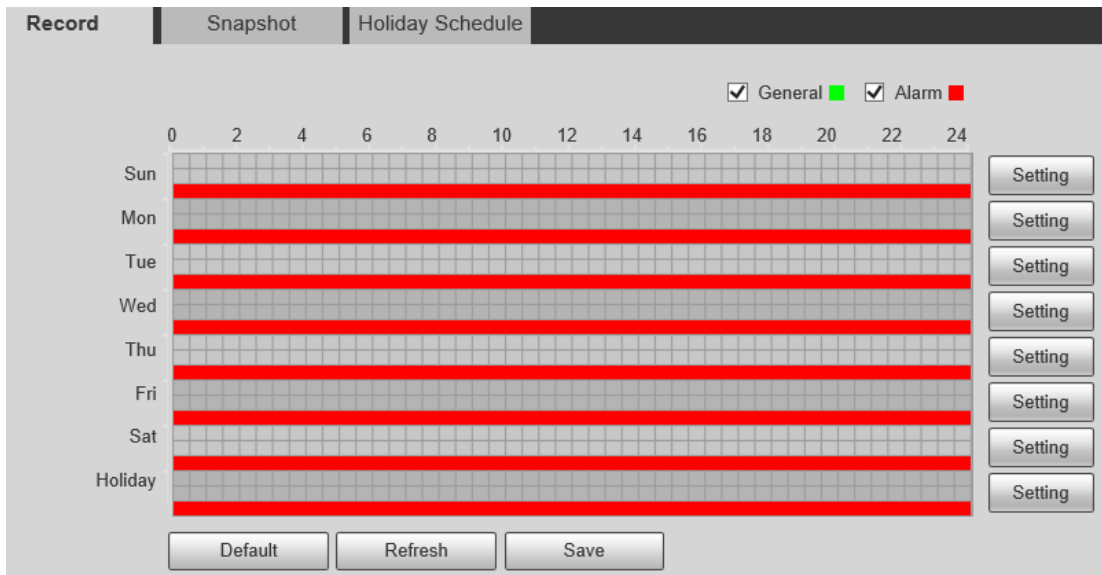 Record Snapshot Holiday Schedule
General Alarm
0 2 4 6 8 10 12 14 16 18 20 22 24
Sun Setting
Mon Setting
Tue Setting
Wed Setting
Thu Setting
Fri Setting
Sat Setting
Holiday Setting
Default Refresh Save